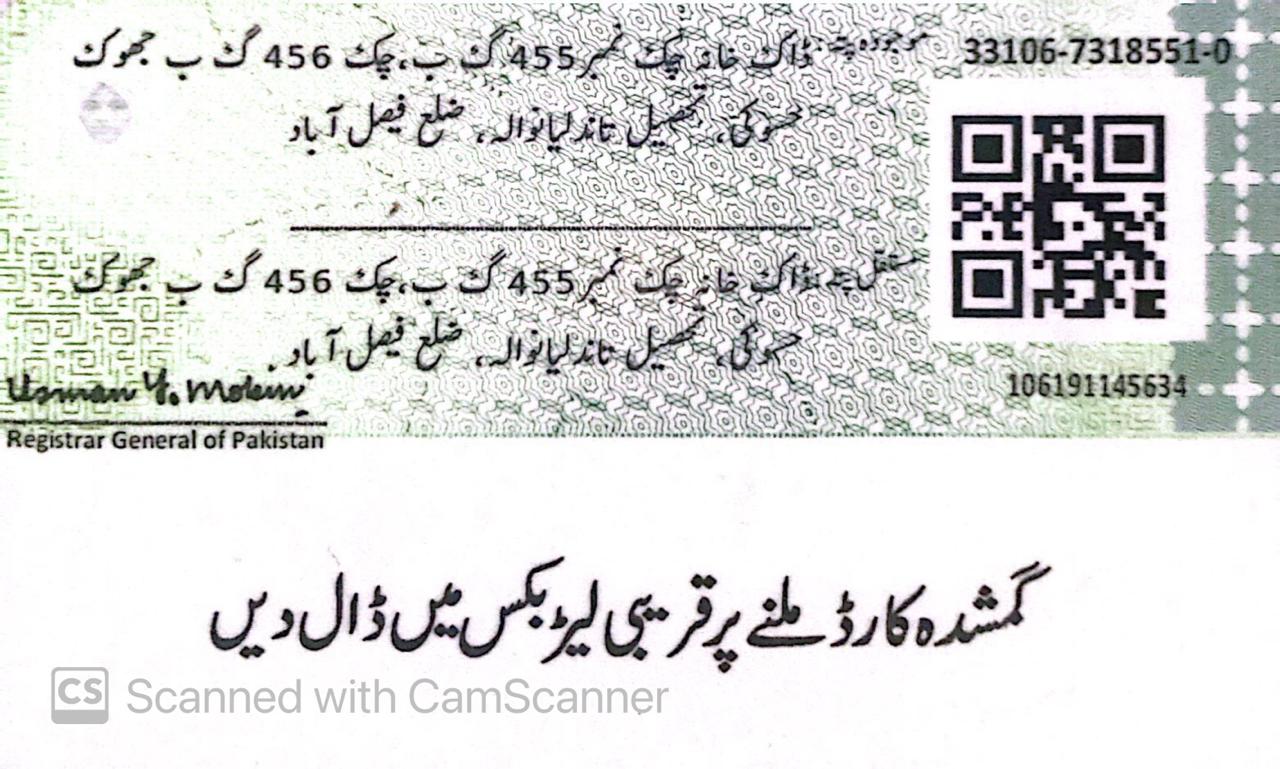 33106-7318551-0
موجودہ پتہ: ڈاک خانہ چک نمبر 455 گ ب، چک 456 گ ب جھوک
حسوکی، تحصیل تاندلیانوالہ، ضلع فیصل آباد
مستقل پتہ: ڈاک خانہ چک نمبر 455 گ ب، چک 456 گ ب جھوک
حسوکی، تحصیل تاندلیانوالہ، ضلع فیصل آباد
Usman Y. Mobin
Registrar General of Pakistan
106191145634
گمشدہ کارڈ ملنے پر قریبی لیٹر بکس میں ڈال دیں
CS Scanned with CamScanner